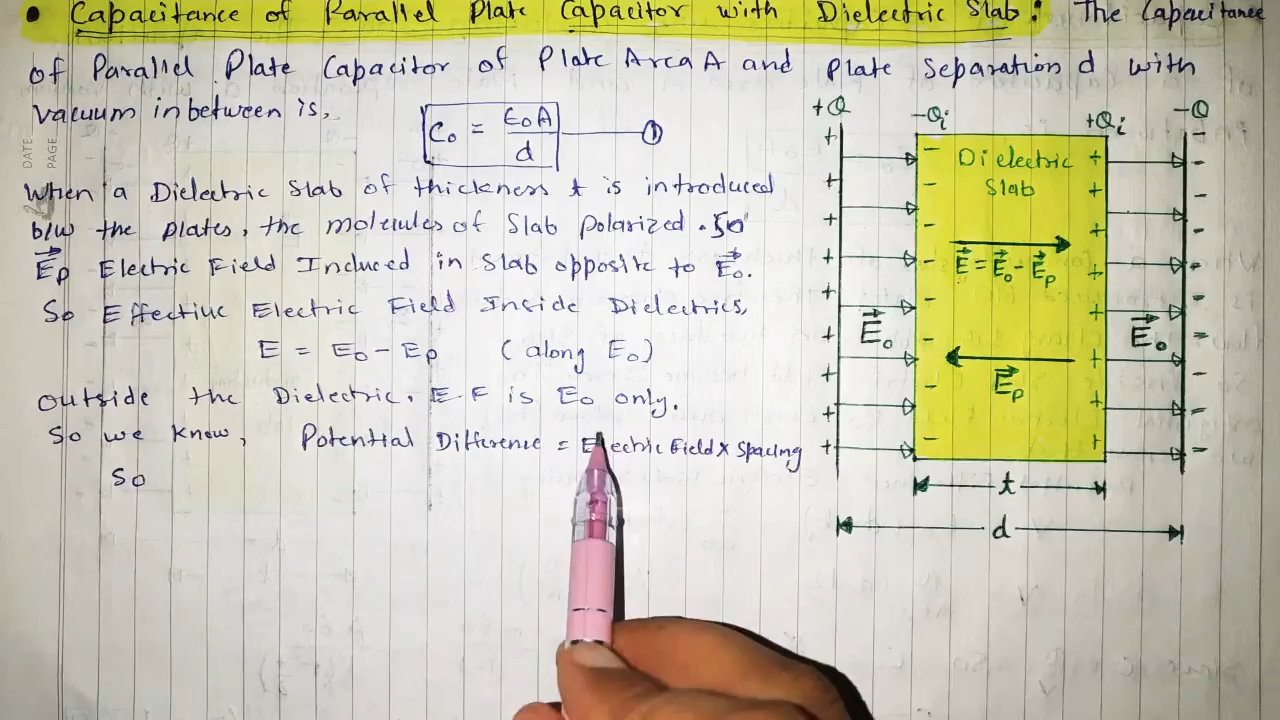 • Capacitance of Parallel Plate Capacitor with Dielectric Slab: The Capacitance
of Parallel Plate Capacitor of Plate Area A and Plate Separation d with
vacuum in between is,
C₀ = ε₀A / d ——— ①
When a Dielectric Slab of thickness t is introduced
b/w the plates, the molecules of Slab Polarized. So
E⃗p Electric Field Induced in Slab opposite to E⃗₀.
So Effective Electric Field Inside Dielectrics,
E = E₀ - Ep (along E₀)
Outside the Dielectric, E.F is E₀ only.
So we know, Potential Difference = Electric Field × Spacing
So
DATE
PAGE
+Q
-Qi
+Qi
-Q
Dielectric
Slab
E⃗ = E⃗₀ - E⃗p
E⃗₀
E⃗p
E⃗₀
t
d